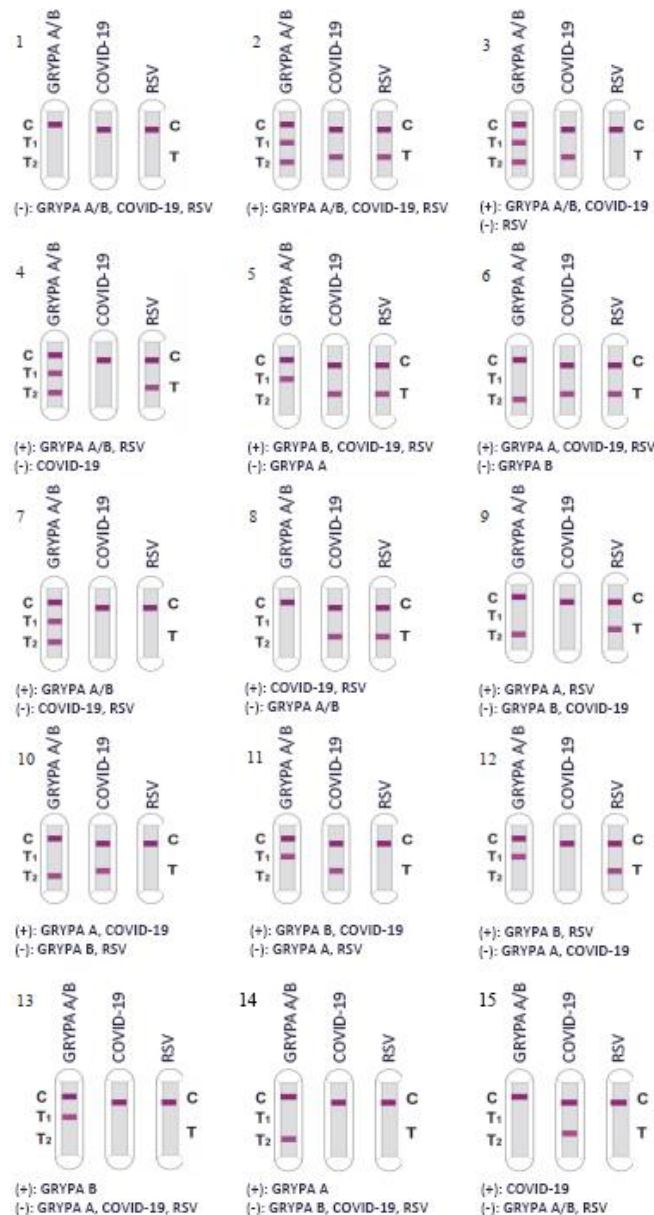 1 GRYPA A/B COVID-19 RSV
C C
T1
T2 T
(-): GRYPA A/B, COVID-19, RSV
2 GRYPA A/B COVID-19 RSV
C C
T1
T2 T
(+): GRYPA A/B, COVID-19, RSV
3 GRYPA A/B COVID-19 RSV
C C
T1
T2 T
(+): GRYPA A/B, COVID-19
(-): RSV
4 GRYPA A/B COVID-19 RSV
C C
T1
T2 T
(+): GRYPA A/B, RSV
(-): COVID-19
5 GRYPA A/B COVID-19 RSV
C C
T1
T2 T
(+): GRYPA B, COVID-19, RSV
(-): GRYPA A
6 GRYPA A/B COVID-19 RSV
C C
T1
T2 T
(+): GRYPA A, COVID-19, RSV
(-): GRYPA B
7 GRYPA A/B COVID-19 RSV
C C
T1
T2 T
(+): GRYPA A/B
(-): COVID-19, RSV
8 GRYPA A/B COVID-19 RSV
C C
T1
T2 T
(+): COVID-19, RSV
(-): GRYPA A/B
9 GRYPA A/B COVID-19 RSV
C C
T1
T2 T
(+): GRYPA A, RSV
(-): GRYPA B, COVID-19
10 GRYPA A/B COVID-19 RSV
C C
T1
T2 T
(+): GRYPA A, COVID-19
(-): GRYPA B, RSV
11 GRYPA A/B COVID-19 RSV
C C
T1
T2 T
(+): GRYPA B, COVID-19
(-): GRYPA A, RSV
12 GRYPA A/B COVID-19 RSV
C C
T1
T2 T
(+): GRYPA B, RSV
(-): GRYPA A, COVID-19
13 GRYPA A/B COVID-19 RSV
C C
T1
T2 T
(+): GRYPA B
(-): GRYPA A, COVID-19, RSV
14 GRYPA A/B COVID-19 RSV
C C
T1
T2 T
(+): GRYPA A
(-): GRYPA B, COVID-19, RSV
15 GRYPA A/B COVID-19 RSV
C C
T1
T2 T
(+): COVID-19
(-): GRYPA A/B, RSV